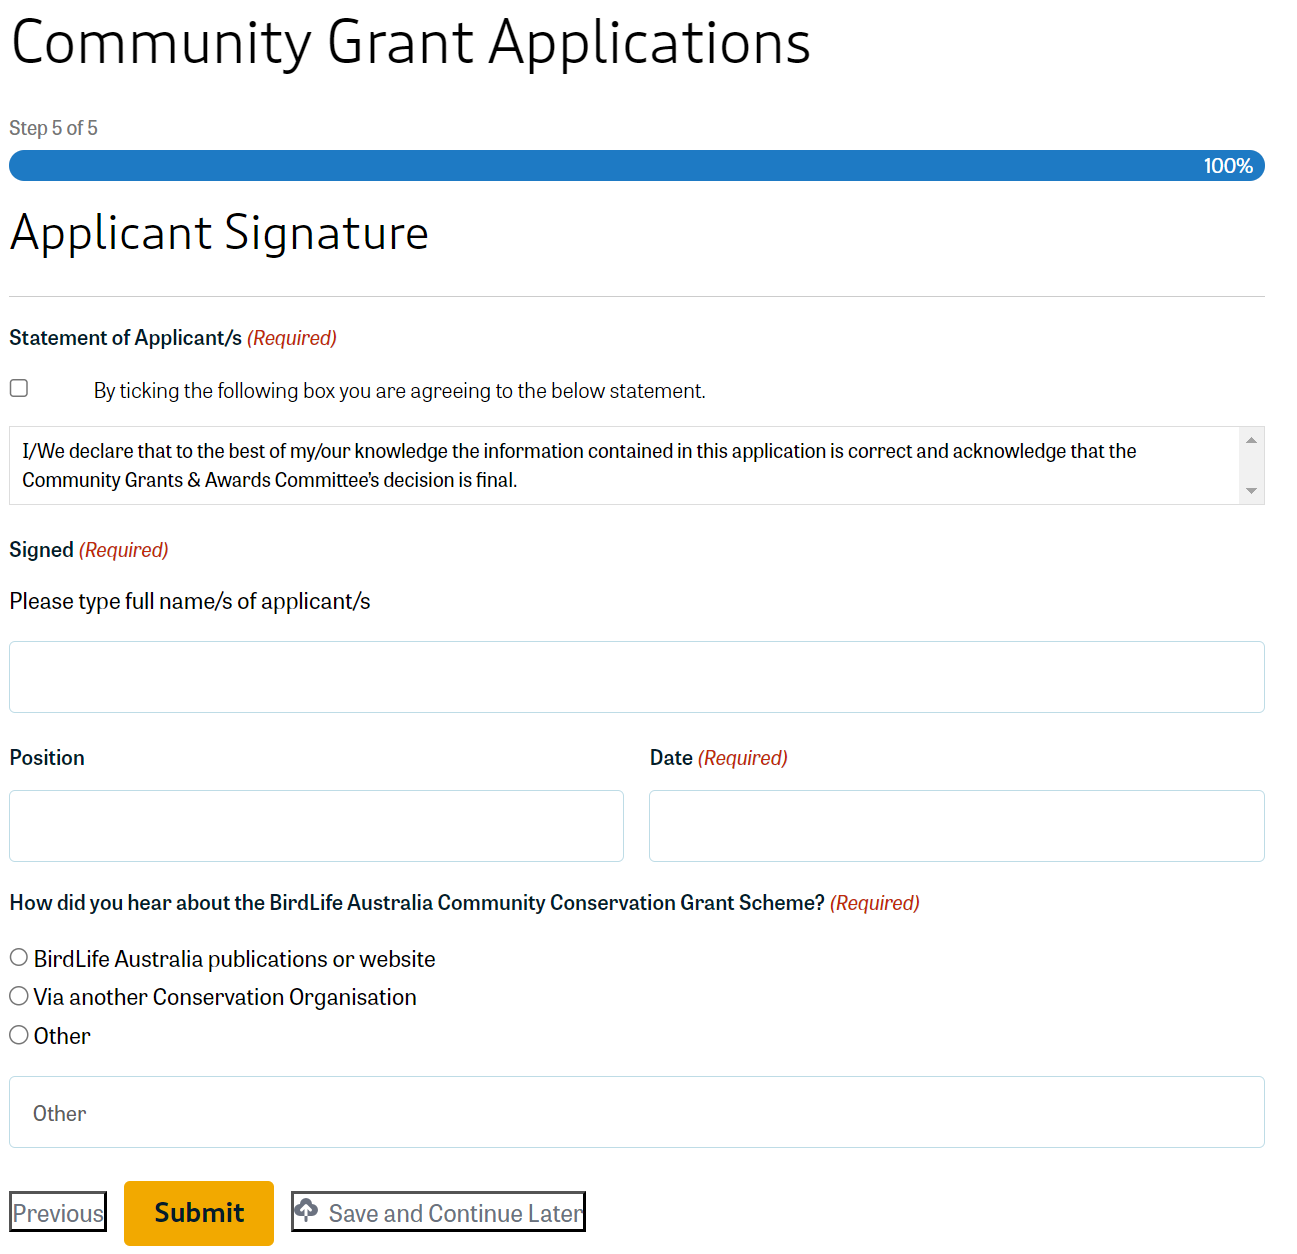 Community Grant Applications
Step 5 of 5
100%
Applicant Signature
Statement of Applicant/s (Required)
By ticking the following box you are agreeing to the below statement.
I/We declare that to the best of my/our knowledge the information contained in this application is correct and acknowledge that the
Community Grants & Awards Committee's decision is final.
Signed (Required)
Please type full name/s of applicant/s
Position
Date (Required)
How did you hear about the BirdLife Australia Community Conservation Grant Scheme? (Required)
BirdLife Australia publications or website
Via another Conservation Organisation
Other
Other
Previous
Submit
Save and Continue Later